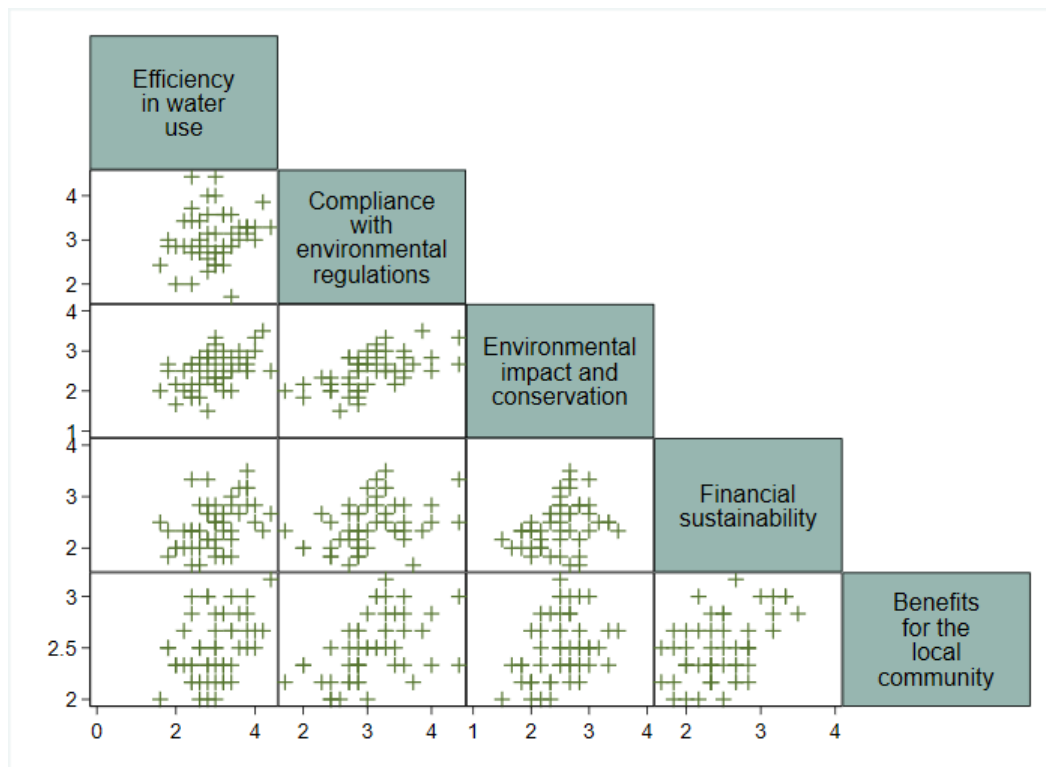 Efficiency
in water
use
4
3
2
Compliance
with
environmental
regulations
4
3
2
1
Environmental
impact and
conservation
4
3
2
Financial
sustainability
3
2.5
2
Benefits
for the
local
community
0 2 4 2 3 4 1 2 3 4 2 3 4